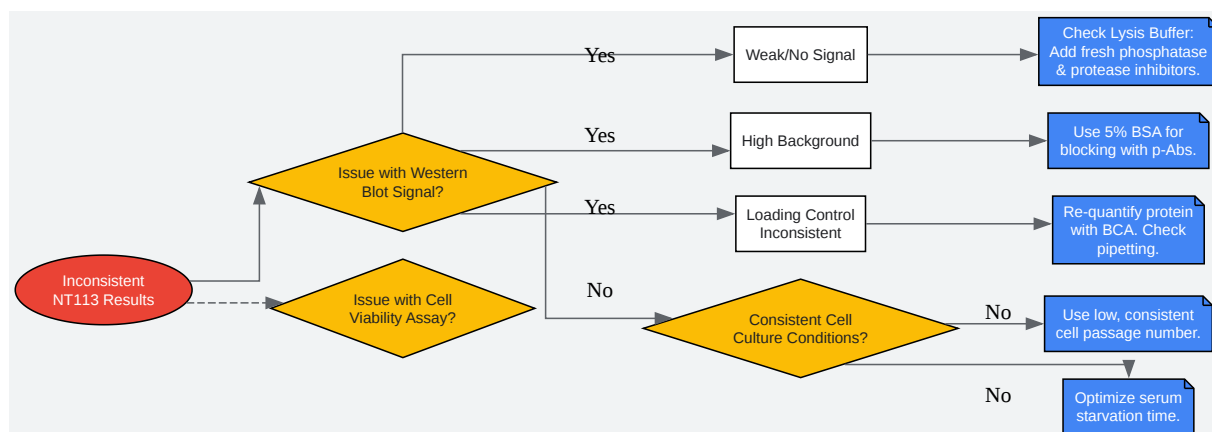 Yes
Weak/No Signal
Check Lysis Buffer:
Add fresh phosphatase
& protease inhibitors.
Yes
High Background
Use 5% BSA for
blocking with p-Abs.
Issue with Western
Blot Signal?
Yes
Loading Control
Inconsistent
Re-quantify protein
with BCA. Check
pipetting.
Inconsistent
NT113 Results
Issue with Cell
Viability Assay?
No
Consistent Cell
Culture Conditions?
No
Use low, consistent
cell passage number.
No
Optimize serum
starvation time.